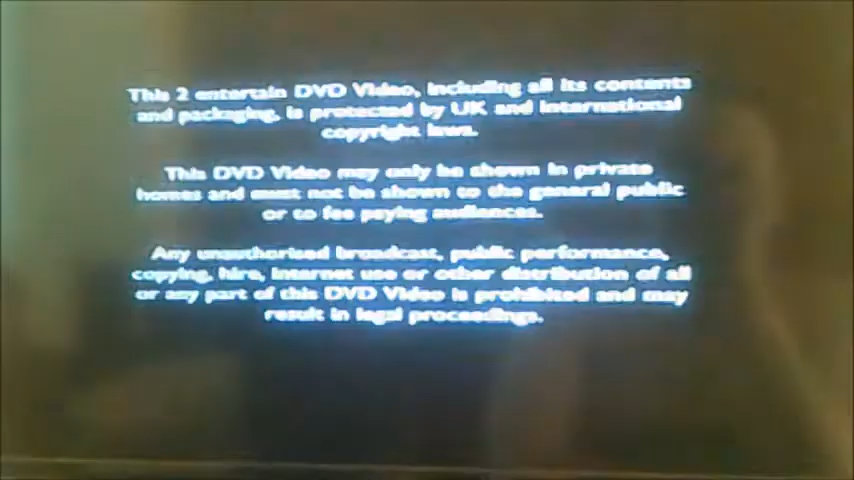 This 2 entertain DVD Video, including all its contents
and packaging, is protected by UK and international
copyright laws.
This DVD Video may only be shown in private
homes and must not be shown to the general public
or to fee paying audiences.
Any unauthorised broadcast, public performance,
copying, hire, internet use or other distribution of all
or any part of this DVD Video is prohibited and may
result in legal proceedings.